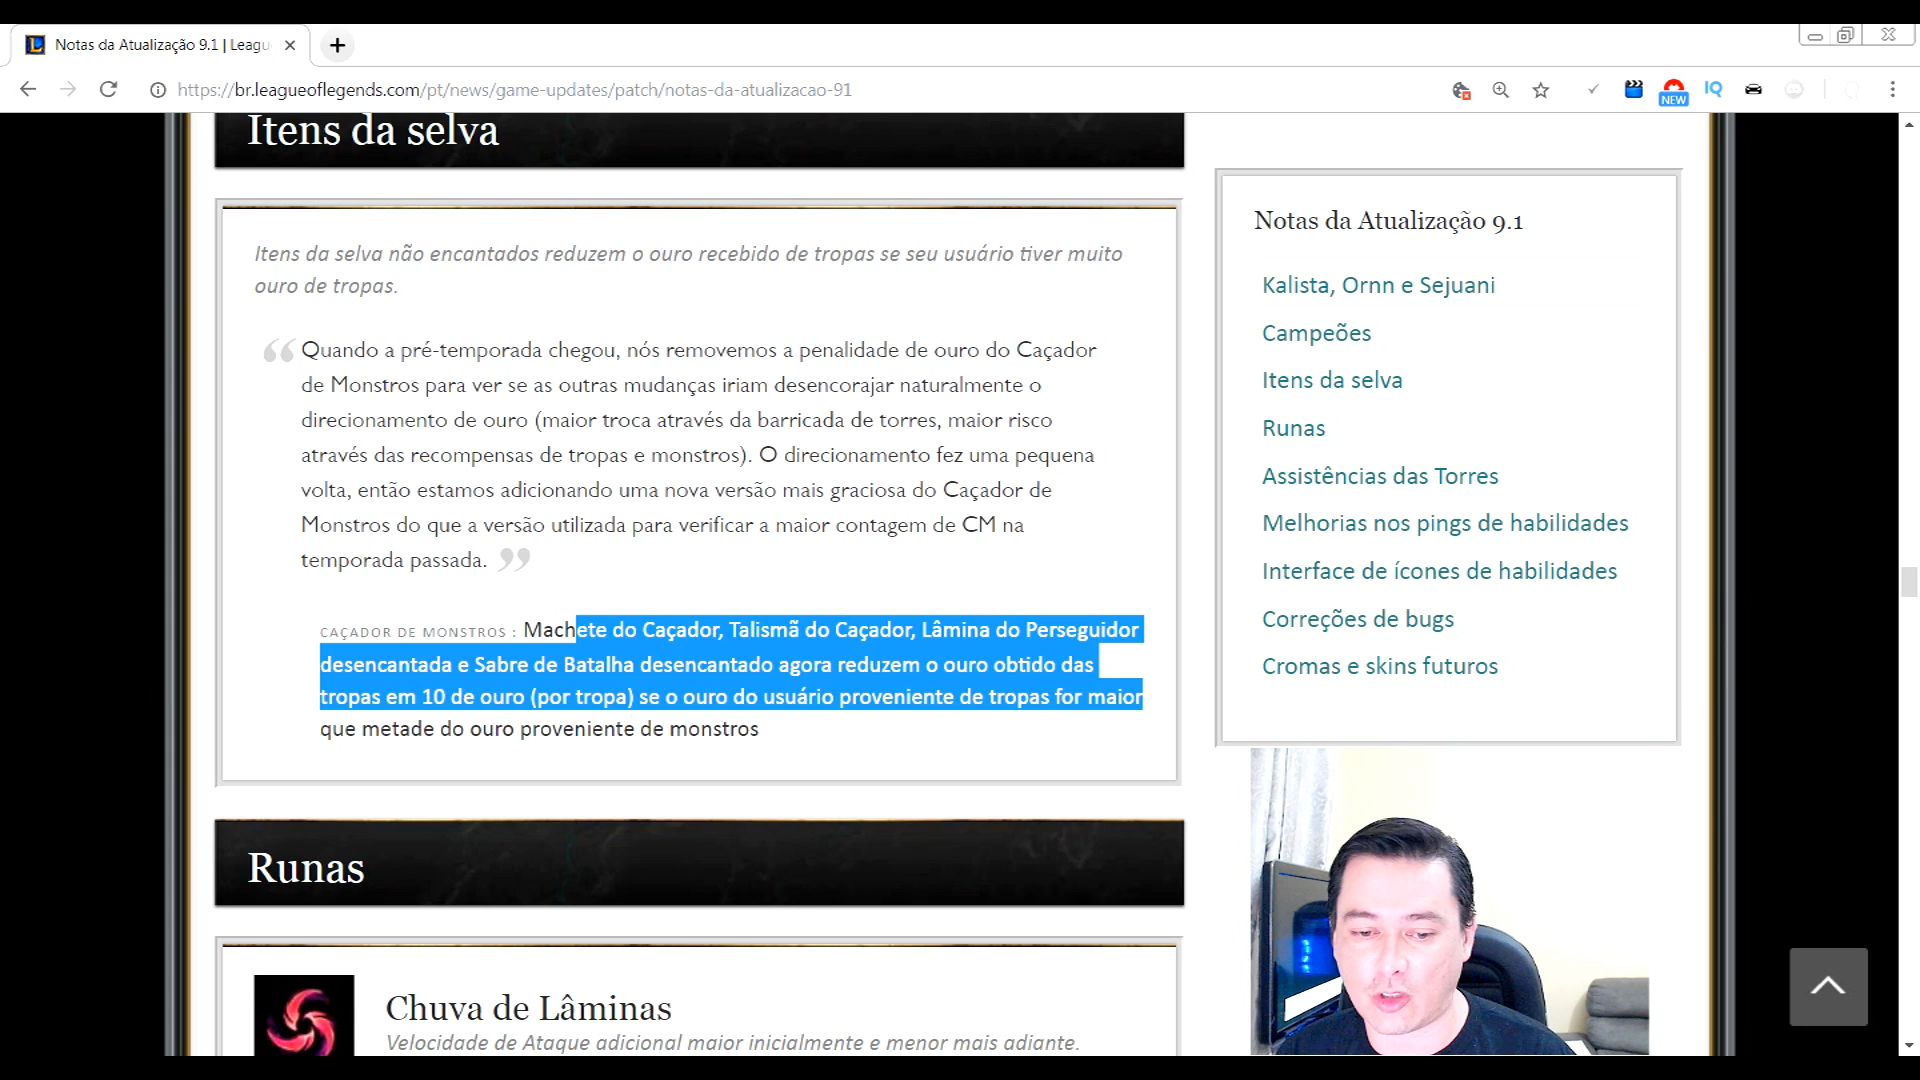 Notas da Atualização 9.1 | Leagu
https://br.leagueoflegends.com/pt/news/game-updates/patch/notas-da-atualizacao-91
NEW
IQ
Itens da selva
Itens da selva não encantados reduzem o ouro recebido de tropas se seu usuário tiver muito
ouro de tropas.
“ Quando a pré-temporada chegou, nós removemos a penalidade de ouro do Caçador
de Monstros para ver se as outras mudanças iriam desencorajar naturalmente o
direcionamento de ouro (maior troca através da barricada de torres, maior risco
através das recompensas de tropas e monstros). O direcionamento fez uma pequena
volta, então estamos adicionando uma nova versão mais graciosa do Caçador de
Monstros do que a versão utilizada para verificar a maior contagem de CM na
temporada passada. ”
CAÇADOR DE MONSTROS : Machete do Caçador, Talismã do Caçador, Lâmina do Perseguidor
desencantada e Sabre de Batalha desencantado agora reduzem o ouro obtido das
tropas em 10 de ouro (por tropa) se o ouro do usuário proveniente de tropas for maior
que metade do ouro proveniente de monstros
Runas
Chuva de Lâminas
Velocidade de Ataque adicional maior inicialmente e menor mais adiante.
Notas da Atualização 9.1
Kalista, Ornn e Sejuani
Campeões
Itens da selva
Runas
Assistências das Torres
Melhorias nos pings de habilidades
Interface de ícones de habilidades
Correções de bugs
Cromas e skins futuros